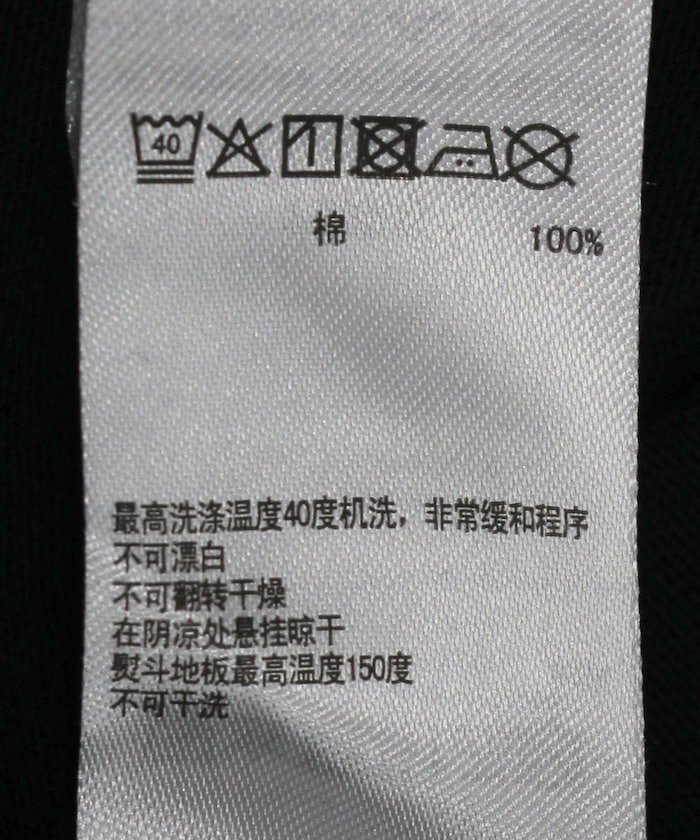 40
棉 100%
最高洗涤温度40度机洗，非常缓和程序
不可漂白
不可翻转干燥
在阴凉处悬挂晾干
熨斗地板最高温度150度
不可干洗